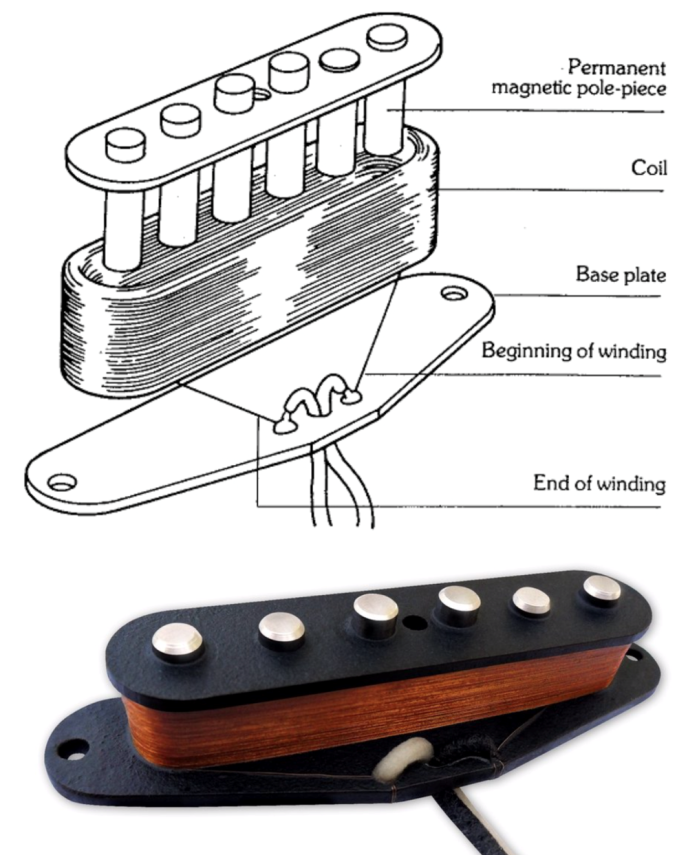 Permanent
magnetic pole-piece
Coil
Base plate
Beginning of winding
End of winding